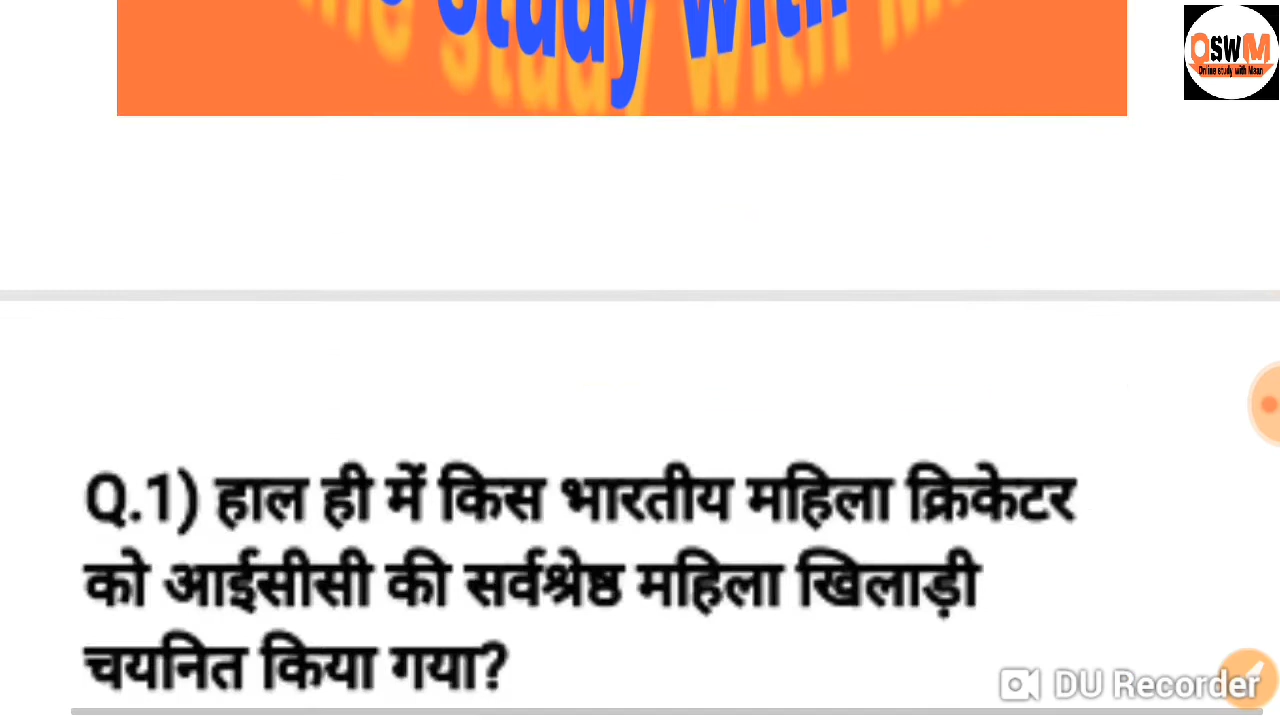 study with
OSWM
Online study with Maan
Q.1) हाल ही में किस भारतीय महिला क्रिकेटर
को आईसीसी की सर्वश्रेष्ठ महिला खिलाड़ी
चयनित किया गया?
DU Recorder